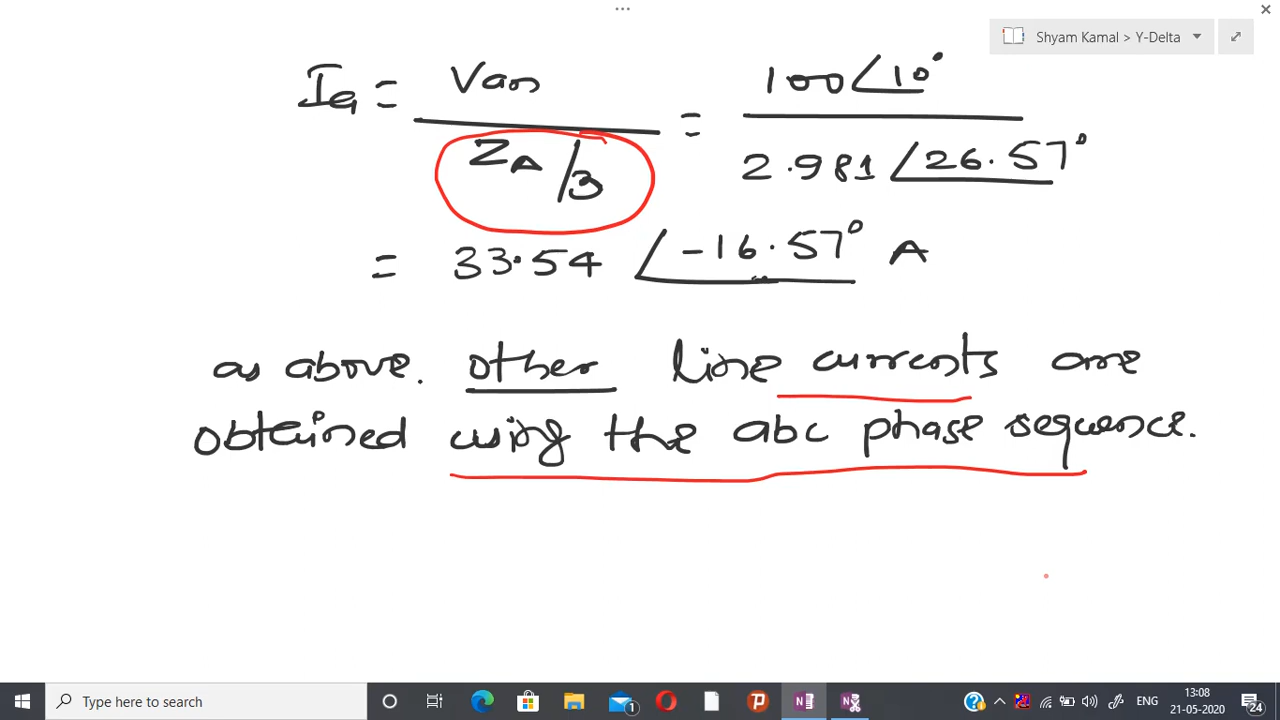 ...
Shyam Kamal > Y-Delta
Ia = Van / (ZΔ/3) = 100∠10° / 2.981∠26.57°
= 33.54 ∠-16.57° A
as above. other line currents are
obtained using the abc phase sequence.
Type here to search
1
ENG
13:08
21-05-2020
24